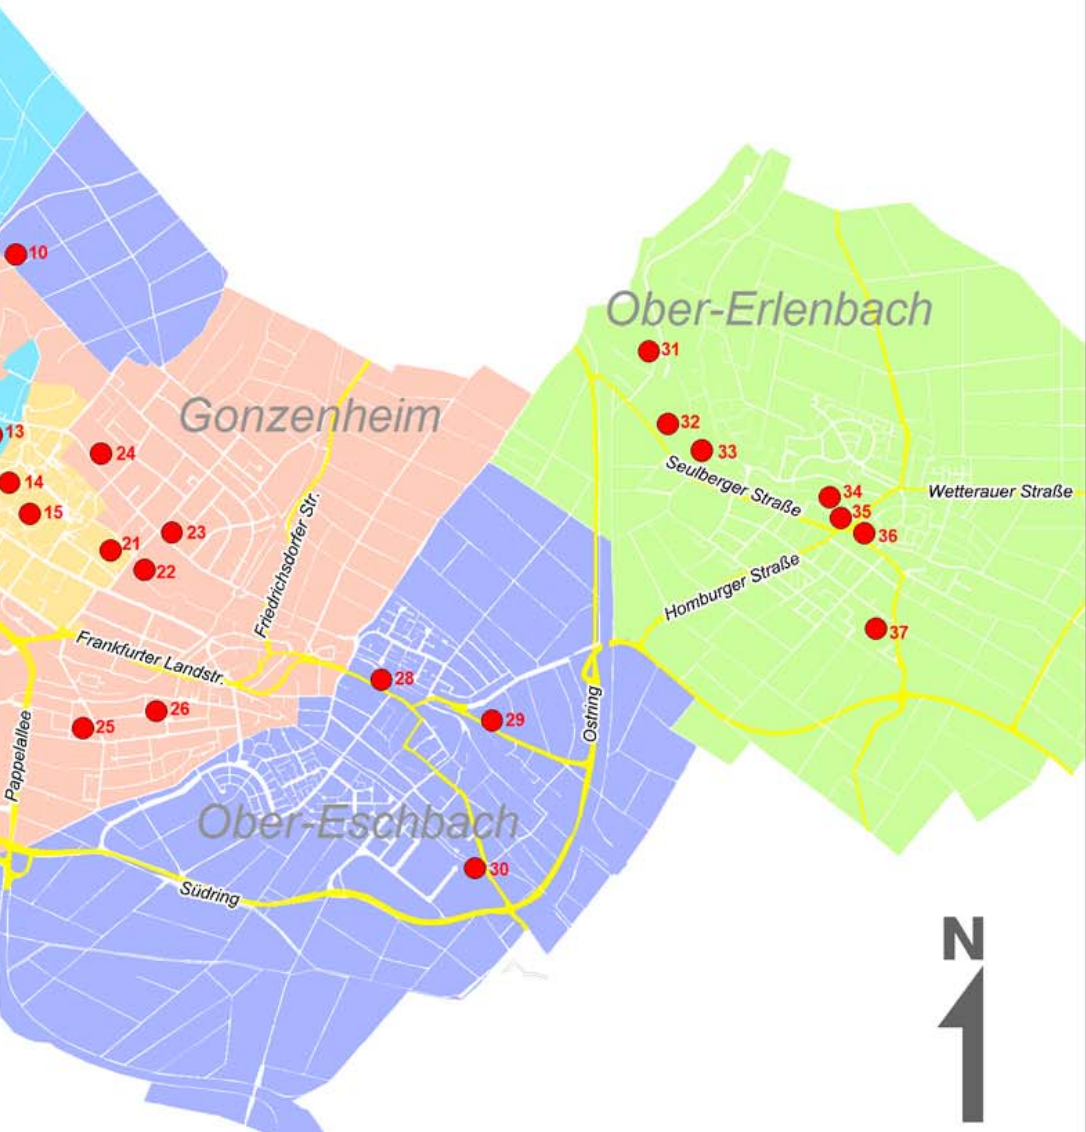 10
Ober-Erlenbach
31
Gonzenheim
32
13
24
33
Seulberger Straße
14
34
Wetterauer Straße
15
35
23
36
21
22
Friedrichsdorfer Str.
Homburger Straße
37
Frankfurter Landstr.
28
26
25
29
Ostring
Pappelallee
Ober-Eschbach
30
Südring
N